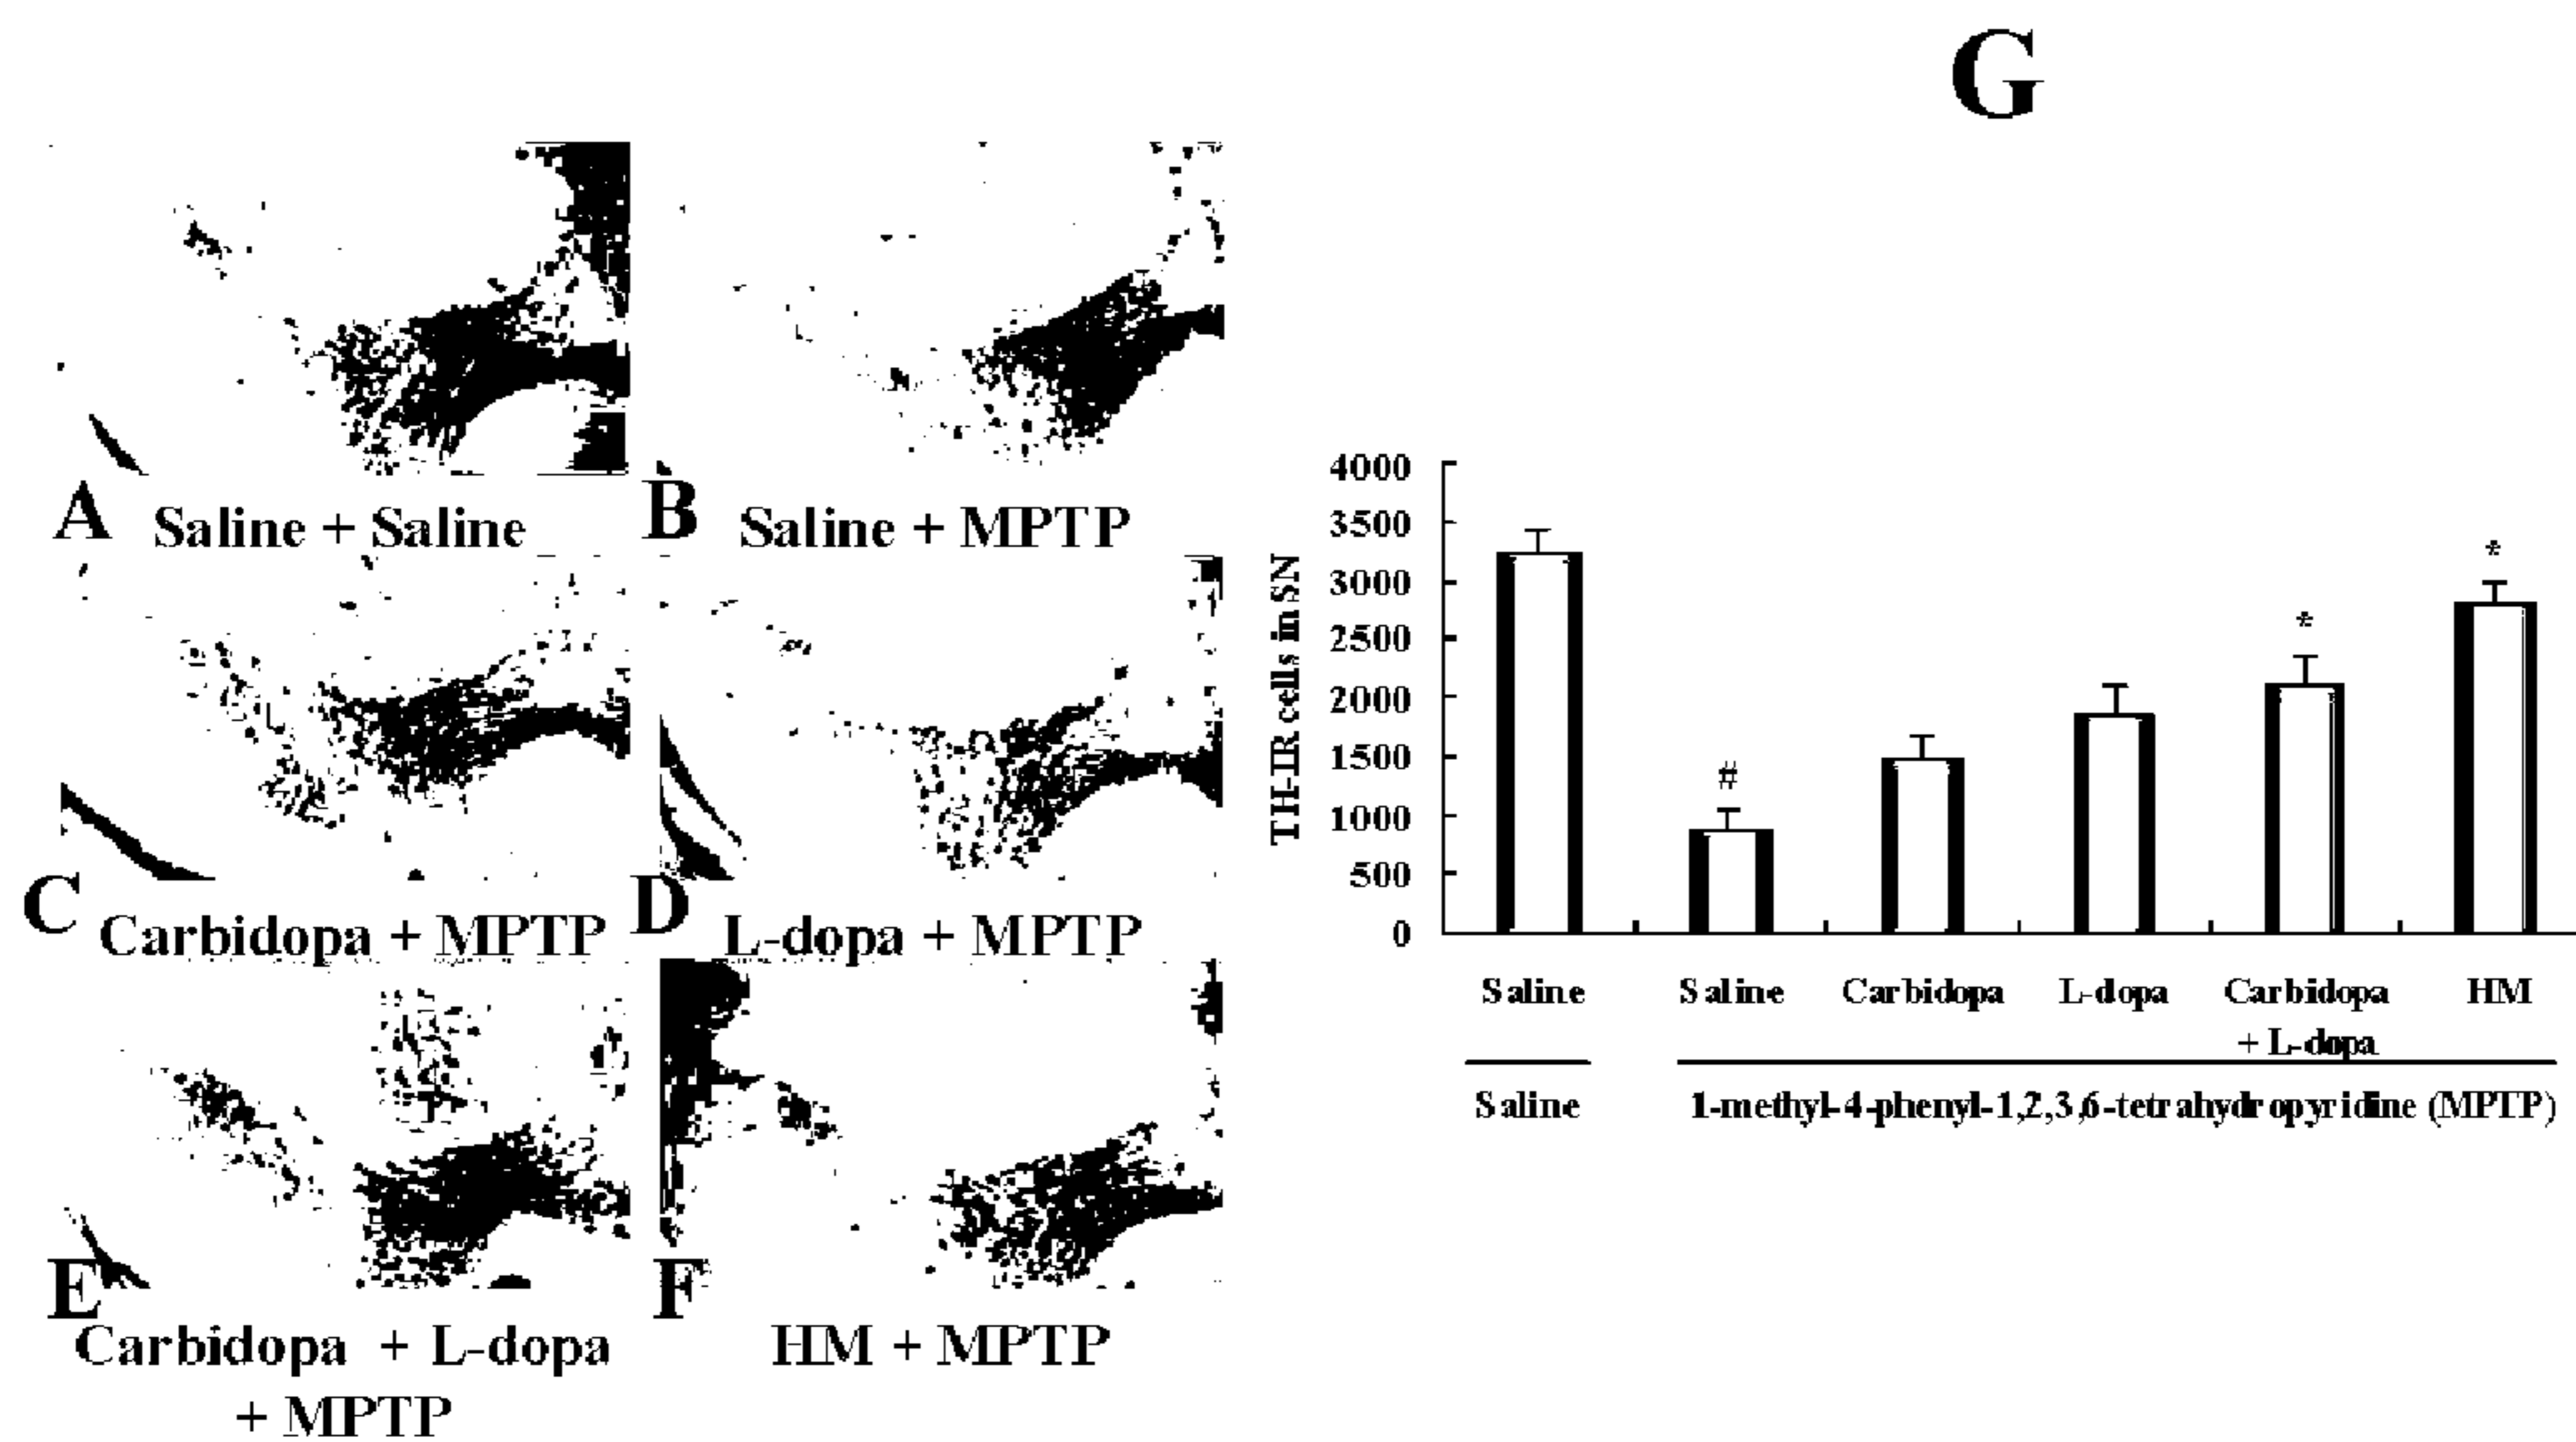 G
A Saline + Saline
B Saline + MPTP
C Carbidopa + MPTP
D L-dopa + MPTP
E Carbidopa + L-dopa
+ MPTP
F HM + MPTP
TH-IR cells in SN
4000
3500
3000
2500
2000
1500
1000
500
0
#
*
*
Saline Saline Carbidopa L-dopa Carbidopa HM
+ L-dopa
Saline 1-methyl-4-phenyl-1,2,3,6-tetrahydropyridine (MPTP)